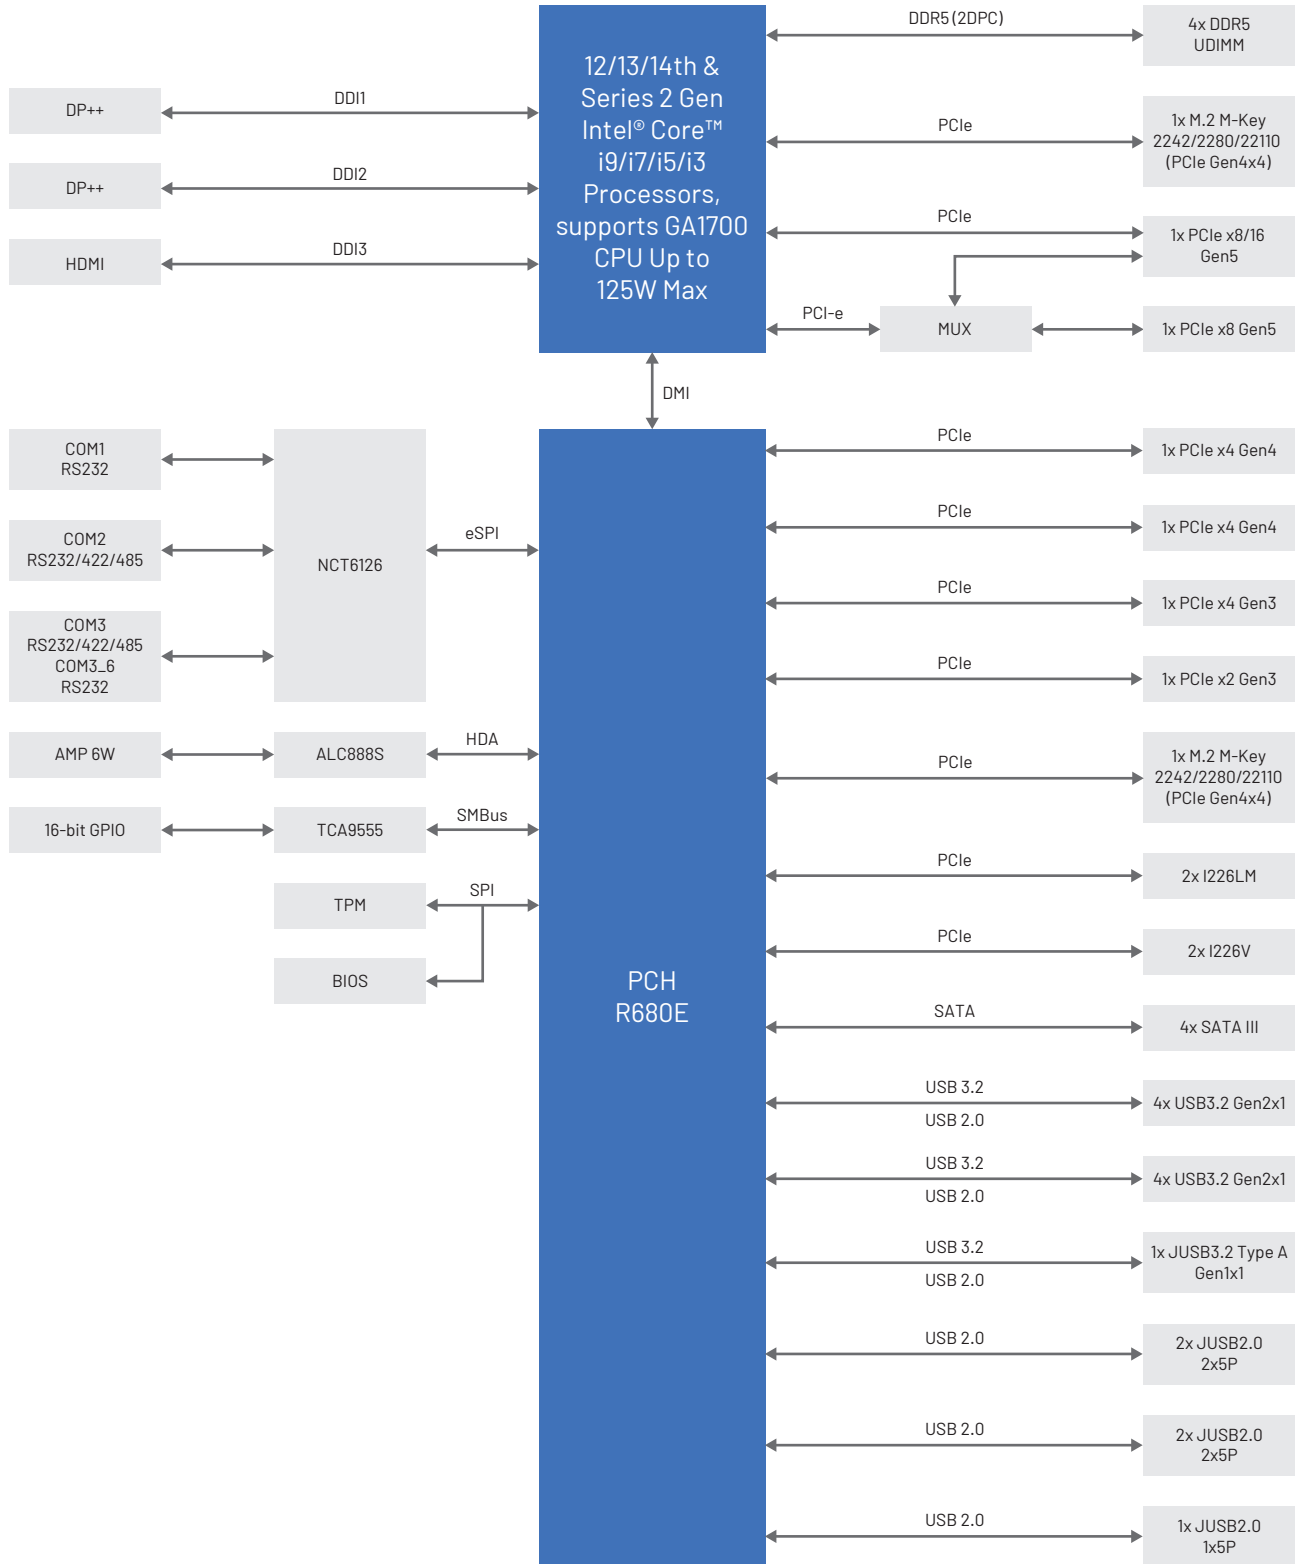 12/13/14th &
Series 2 Gen
Intel® Core™
i9/i7/i5/i3
Processors,
supports GA1700
CPU Up to
125W Max
DP++
DDI1
DP++
DDI2
HDMI
DDI3
DDR5 (2DPC)
4x DDR5
UDIMM
PCIe
1x M.2 M-Key
2242/2280/22110
(PCIe Gen4x4)
PCIe
1x PCIe x8/16
Gen5
PCI-e
MUX
1x PCIe x8 Gen5
DMI
COM1
RS232
COM2
RS232/422/485
COM3
RS232/422/485
COM3_6
RS232
NCT6126
eSPI
AMP 6W
ALC888S
HDA
16-bit GPIO
TCA9555
SMBus
TPM
SPI
BIOS
PCH
R680E
PCIe
1x PCIe x4 Gen4
PCIe
1x PCIe x4 Gen4
PCIe
1x PCIe x4 Gen3
PCIe
1x PCIe x2 Gen3
PCIe
1x M.2 M-Key
2242/2280/22110
(PCIe Gen4x4)
PCIe
2x I226LM
PCIe
2x I226V
SATA
4x SATA III
USB 3.2
USB 2.0
4x USB3.2 Gen2x1
USB 3.2
USB 2.0
4x USB3.2 Gen2x1
USB 3.2
USB 2.0
1x JUSB3.2 Type A
Gen1x1
USB 2.0
2x JUSB2.0
2x5P
USB 2.0
2x JUSB2.0
2x5P
USB 2.0
1x JUSB2.0
1x5P